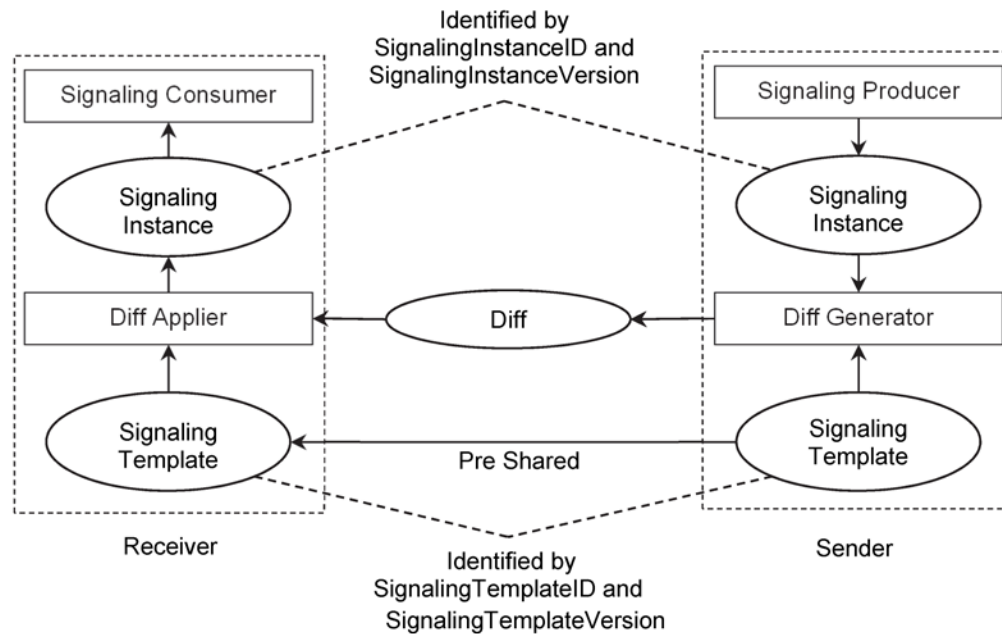 Identified by
SignalingInstanceID and
SignalingInstanceVersion
Signaling Consumer
Signaling Producer
Signaling
Instance
Signaling
Instance
Diff Applier
Diff
Diff Generator
Signaling
Template
Pre Shared
Signaling
Template
Receiver
Sender
Identified by
SignalingTemplateID and
SignalingTemplateVersion